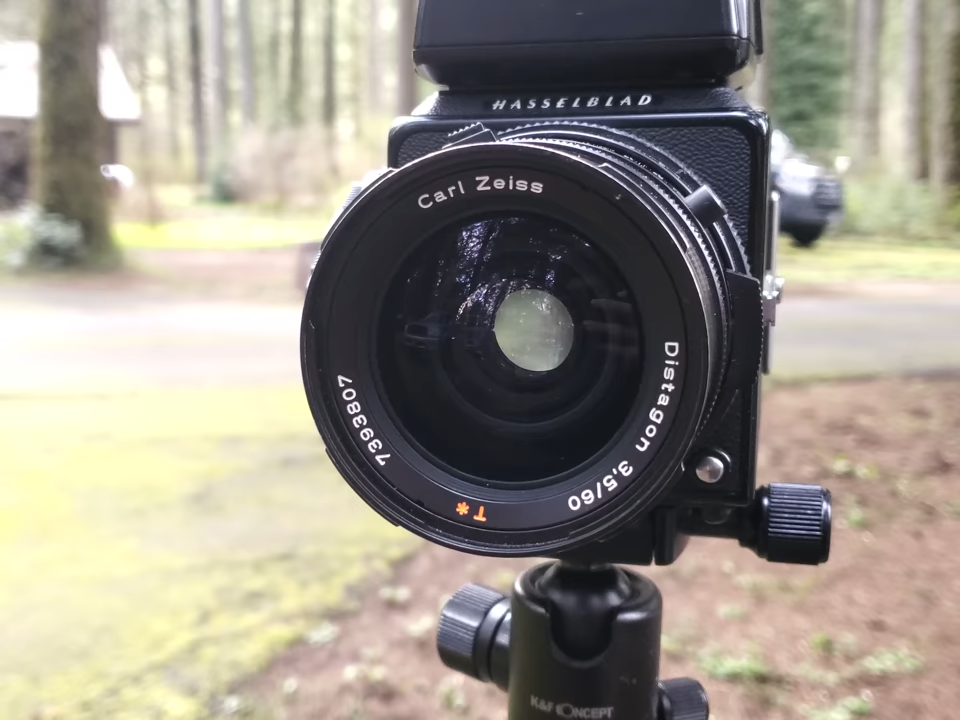 HASSELBLAD
Carl Zeiss
Distagon 3,5/60
T*
7393807
K&F CONCEPT